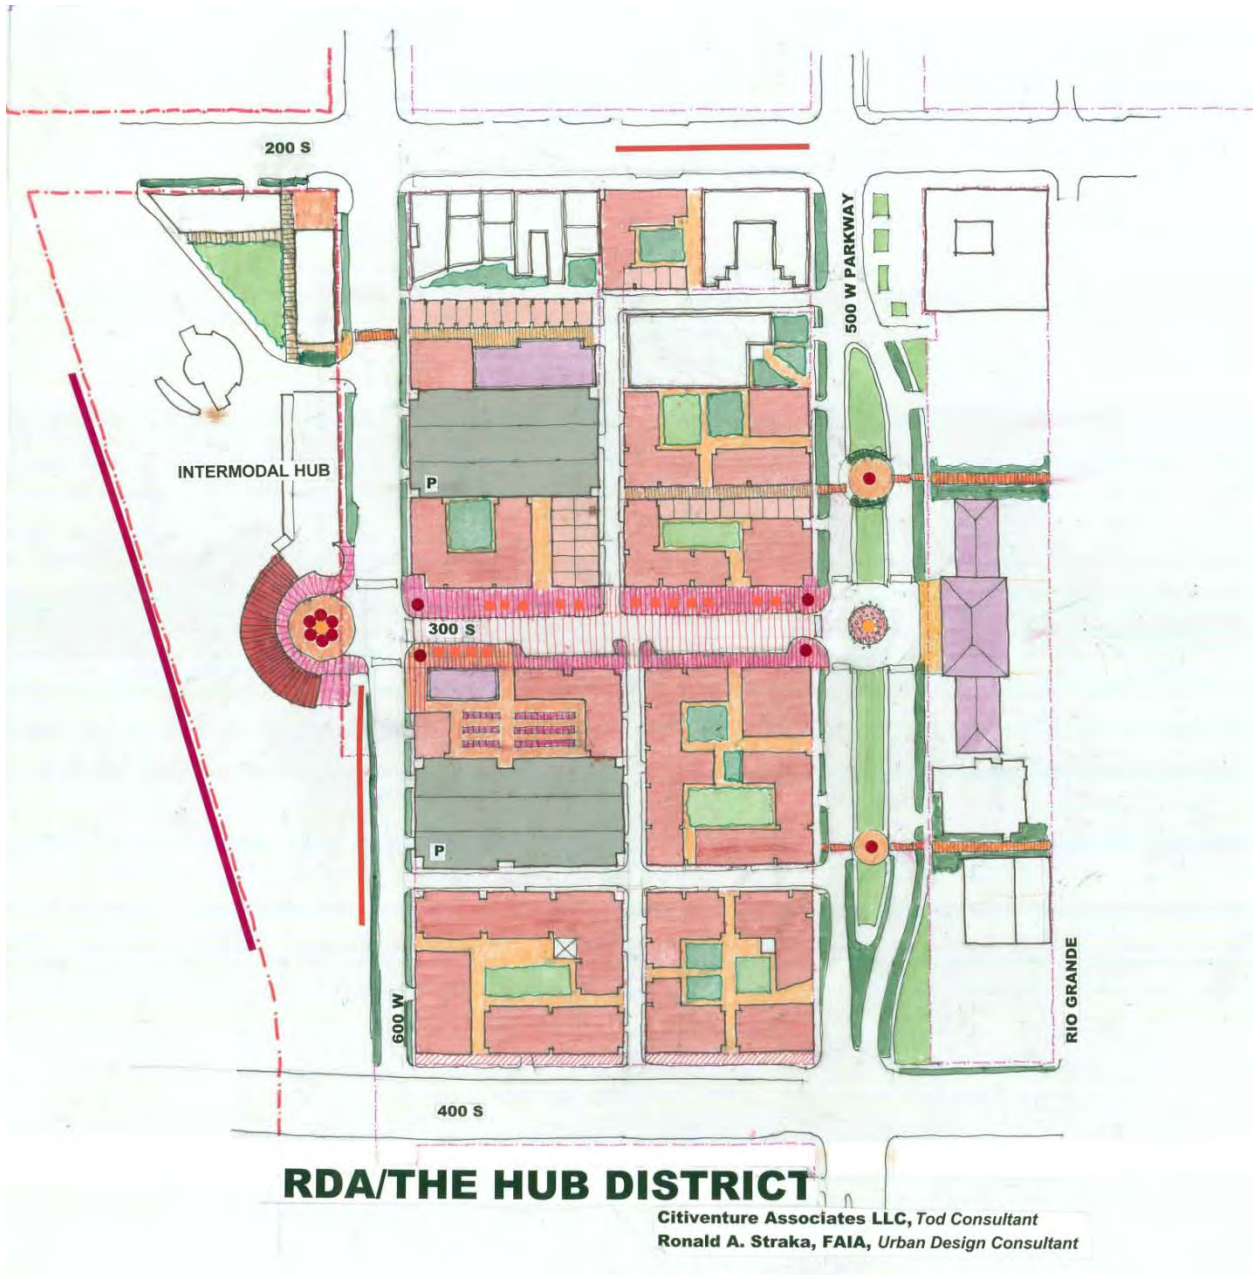 200 S
500 W PARKWAY
INTERMODAL HUB
P
300 S
P
600 W
RIO GRANDE
400 S
RDA/THE HUB DISTRICT
Citiventure Associates LLC, Tod Consultant
Ronald A. Straka, FAIA, Urban Design Consultant